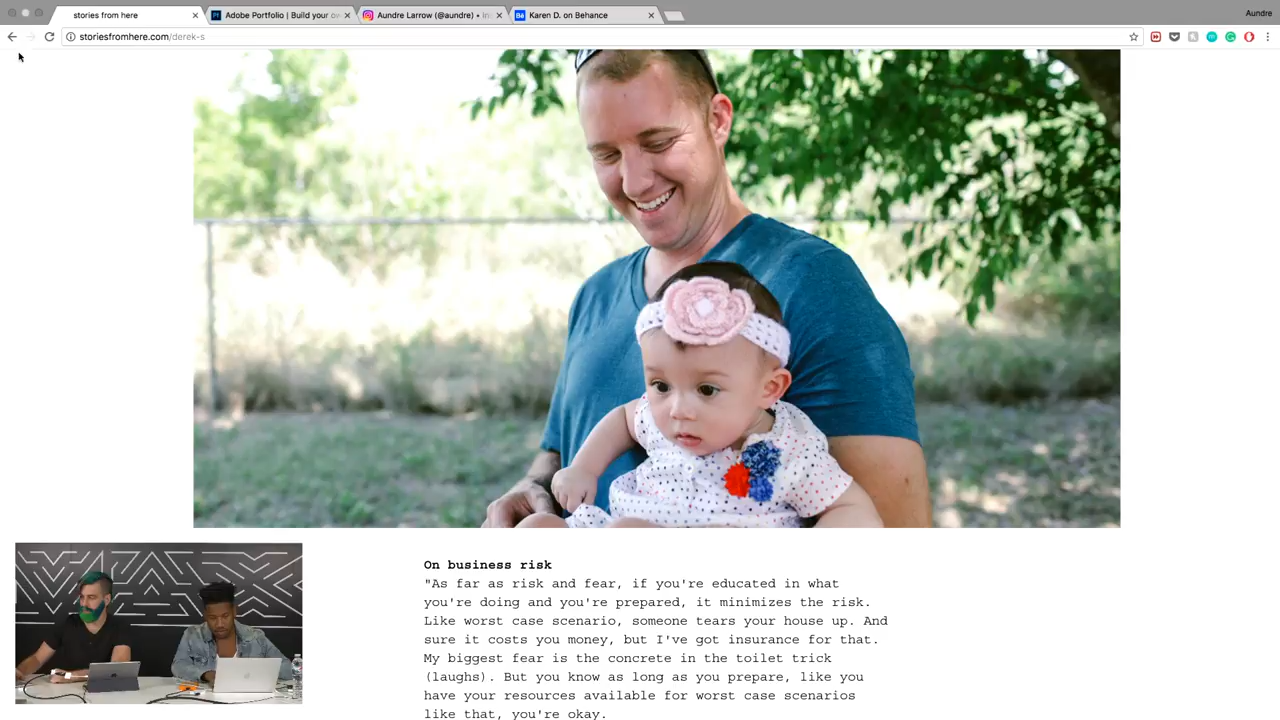 stories from here
Adobe Portfolio | Build your o
Aundre Larrow (@aundre) • In
Karen D. on Behance
Aundre
storiesfromhere.com/derek-s
On business risk
"As far as risk and fear, if you're educated in what
you're doing and you're prepared, it minimizes the risk.
Like worst case scenario, someone tears your house up. And
sure it costs you money, but I've got insurance for that.
My biggest fear is the concrete in the toilet trick
(laughs). But you know as long as you prepare, like you
have your resources available for worst case scenarios
like that, you're okay.